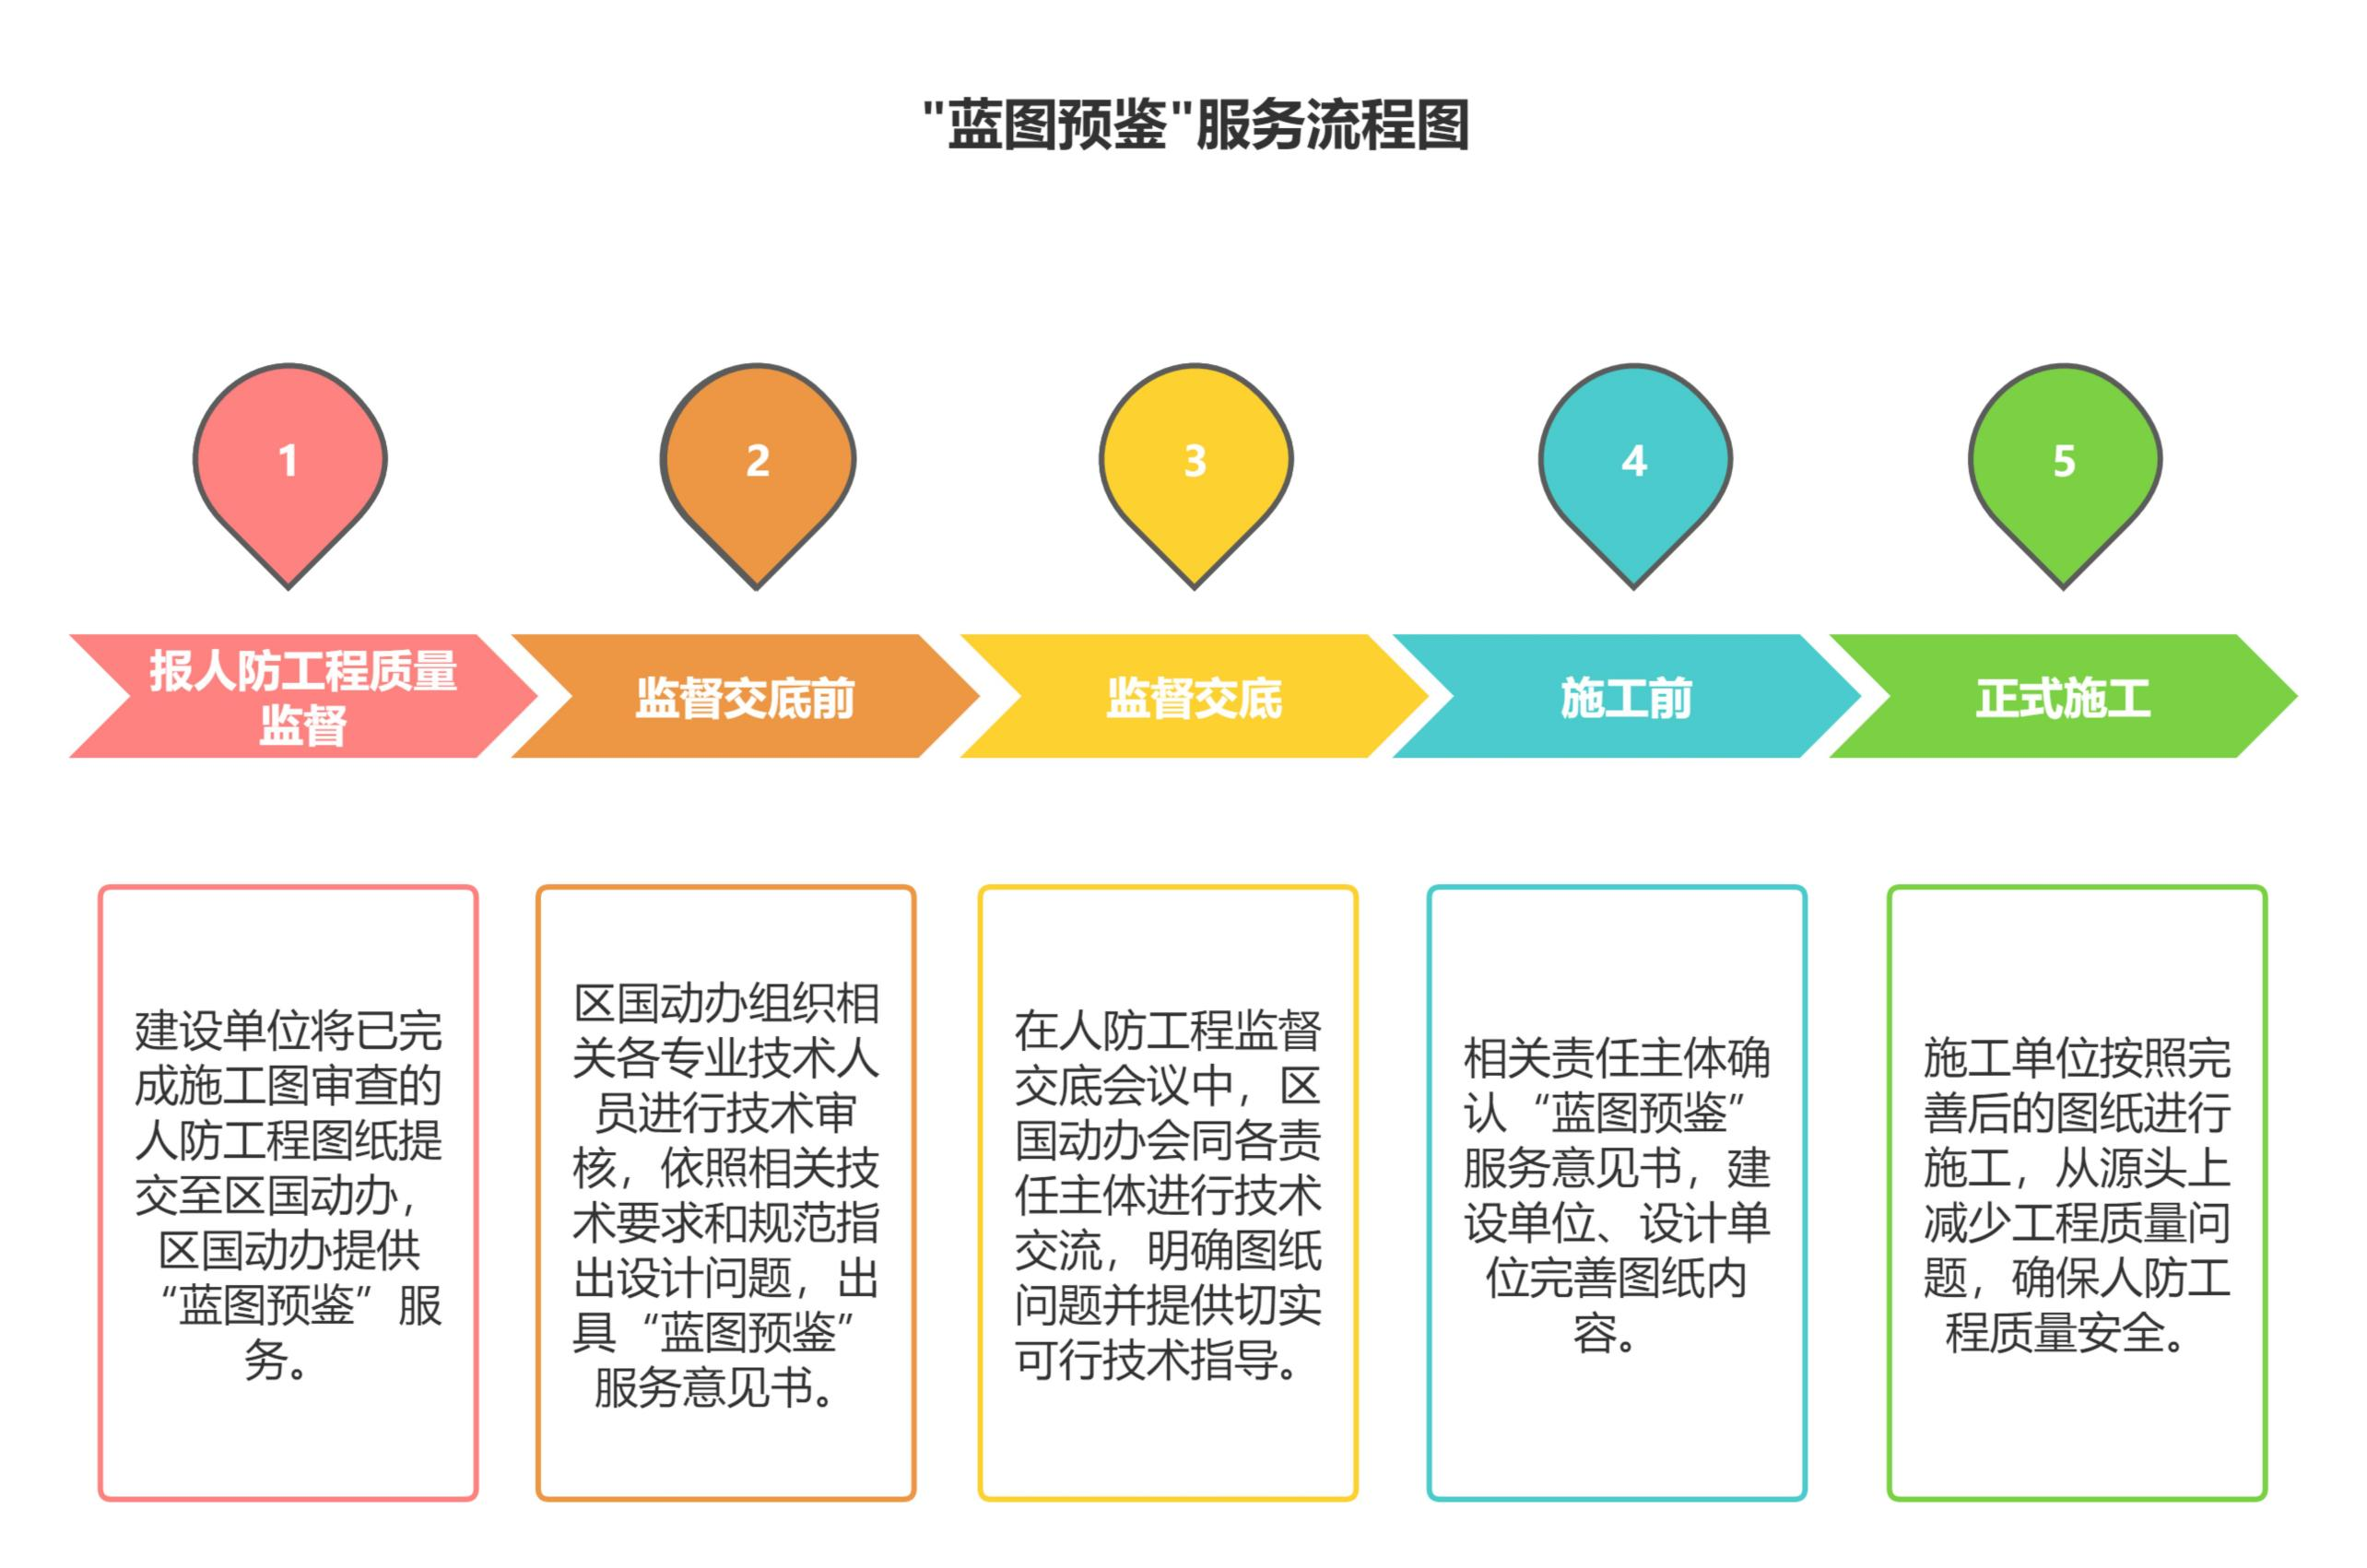 "蓝图预鉴"服务流程图
1
2
3
4
5
报人防工程质量
监督
监督交底前
监督交底
施工前
正式施工
建设单位将已完
成施工图审查的
人防工程图纸提
交至区国动办，
区国动办提供
“蓝图预鉴”服
务。
区国动办组织相
关各专业技术人
员进行技术审
核，依照相关技
术要求和规范指
出设计问题，出
具“蓝图预鉴”
服务意见书。
在人防工程监督
交底会议中，区
国动办会同各责
任主体进行技术
交流，明确图纸
问题并提供切实
可行技术指导。
相关责任主体确
认“蓝图预鉴”
服务意见书，建
设单位、设计单
位完善图纸内
容。
施工单位按照完
善后的图纸进行
施工，从源头上
减少工程质量问
题，确保人防工
程质量安全。